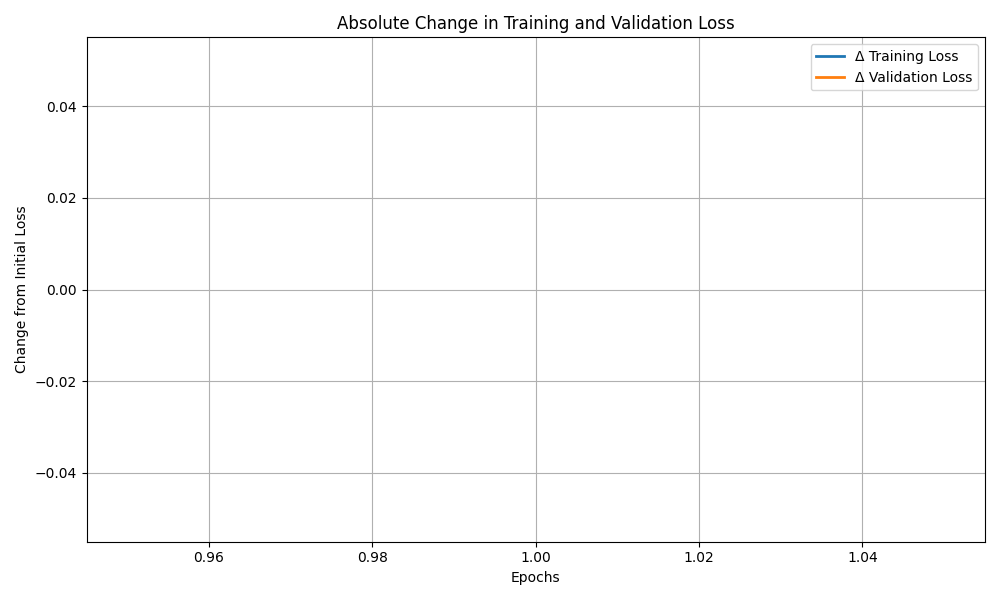 Absolute Change in Training and Validation Loss
Δ Training Loss
Δ Validation Loss
Change from Initial Loss
0.04
0.02
0.00
−0.02
−0.04
0.96
0.98
1.00
1.02
1.04
Epochs